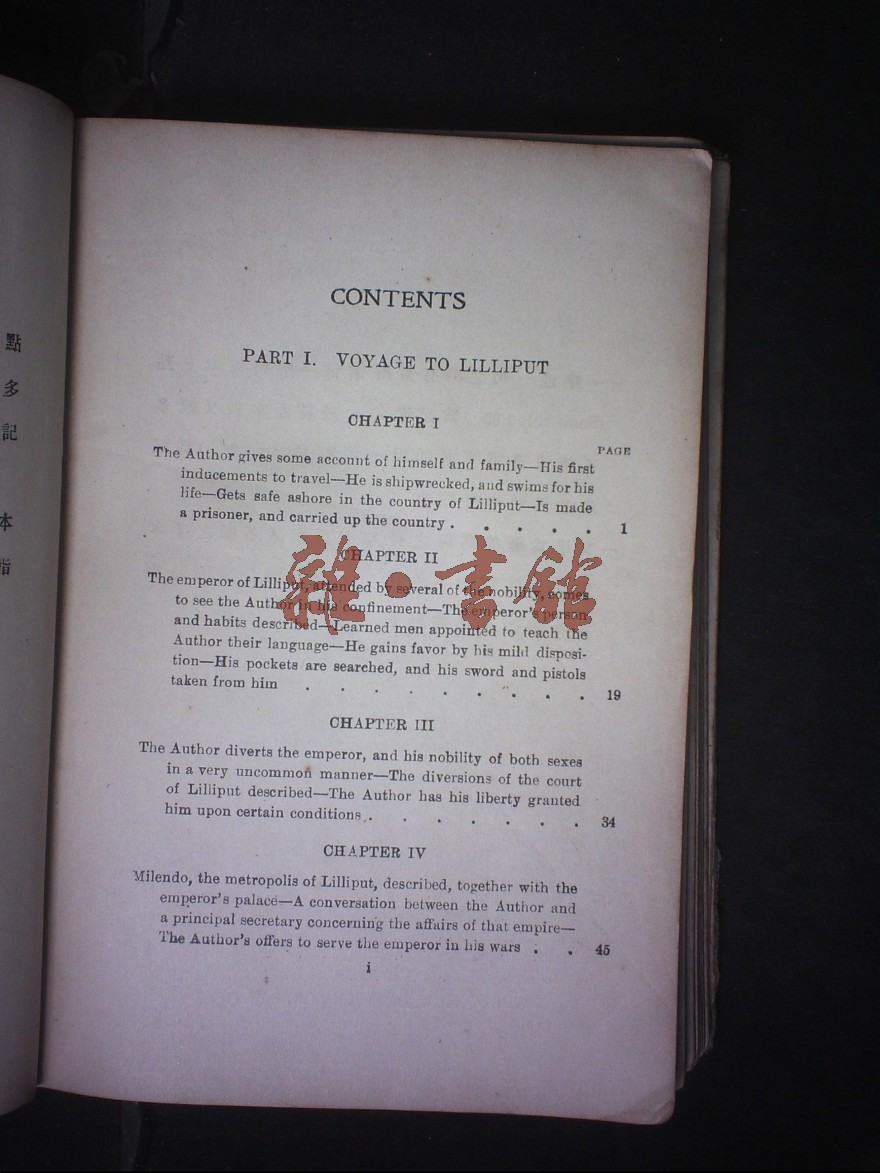 點
多
記
本
指
CONTENTS
PART I. VOYAGE TO LILLIPUT
CHAPTER I
PAGE
The Author gives some account of himself and family—His first
inducements to travel—He is shipwrecked, and swims for his
life—Gets safe ashore in the country of Lilliput—Is made
a prisoner, and carried up the country . . . . . 1
CHAPTER II
The emperor of Lilliput, attended by several of the nobility, comes
to see the Author in his confinement—The emperor's person
and habits described—Learned men appointed to teach the
Author their language—He gains favor by his mild disposi-
tion—His pockets are searched, and his sword and pistols
taken from him . . . . . . . . . 19
CHAPTER III
The Author diverts the emperor, and his nobility of both sexes
in a very uncommon manner—The diversions of the court
of Lilliput described—The Author has his liberty granted
him upon certain conditions . . . . . . . 34
CHAPTER IV
Milendo, the metropolis of Lilliput, described, together with the
emperor's palace—A conversation between the Author and
a principal secretary concerning the affairs of that empire—
The Author's offers to serve the emperor in his wars . . 45
i
雜·書館